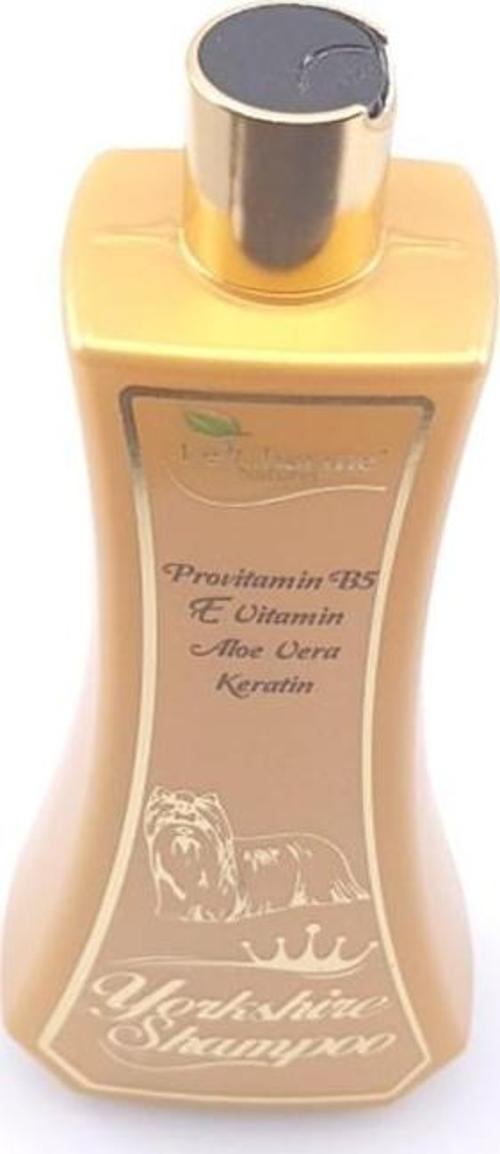 Provitamin B5
E Vitamin
Aloe Vera
Keratin
Yorkshire
Shampoo